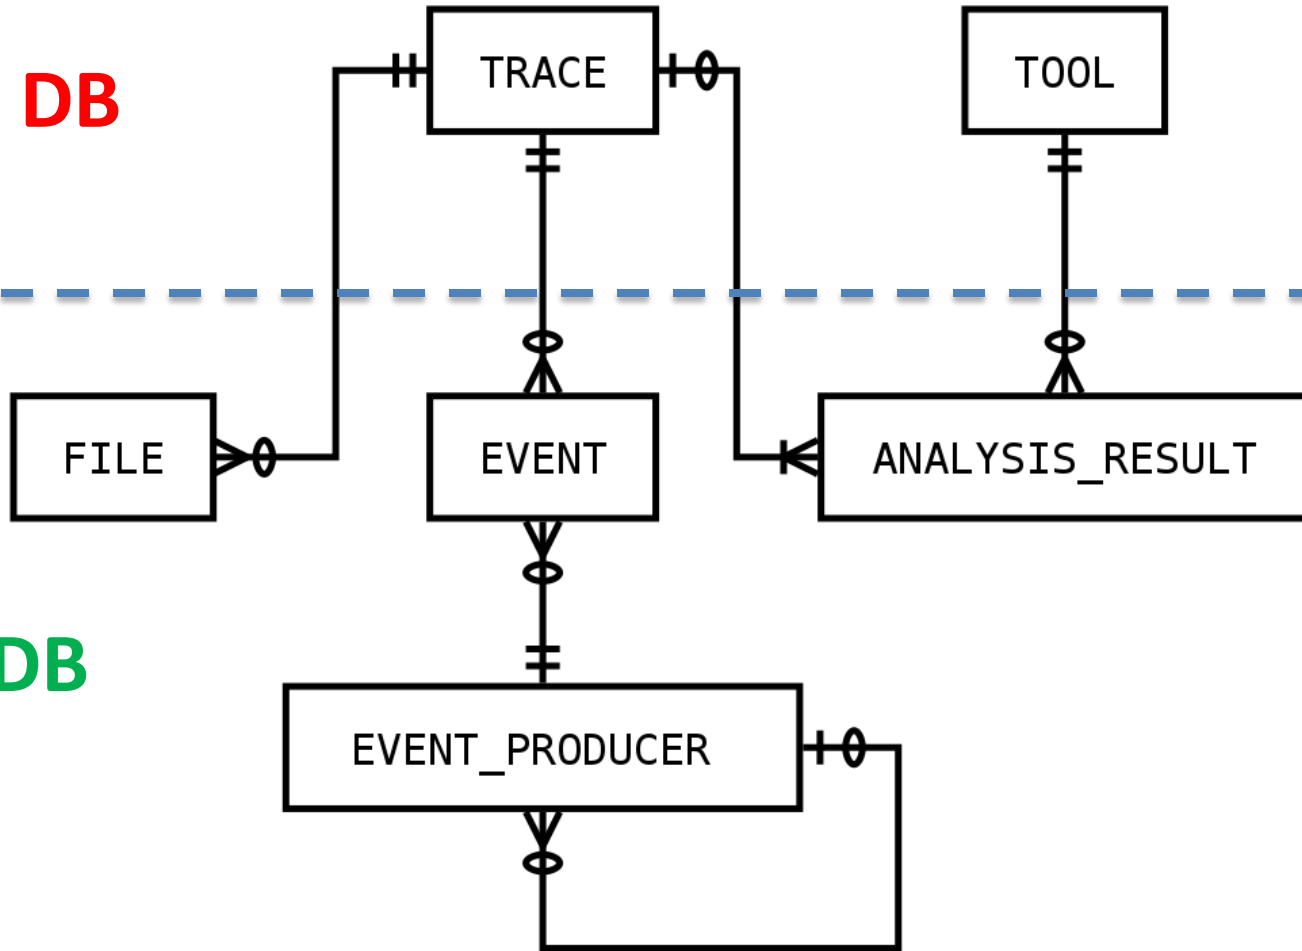 TRACE
TOOL
DB
FILE
EVENT
ANALYSIS_RESULT
DB
EVENT_PRODUCER